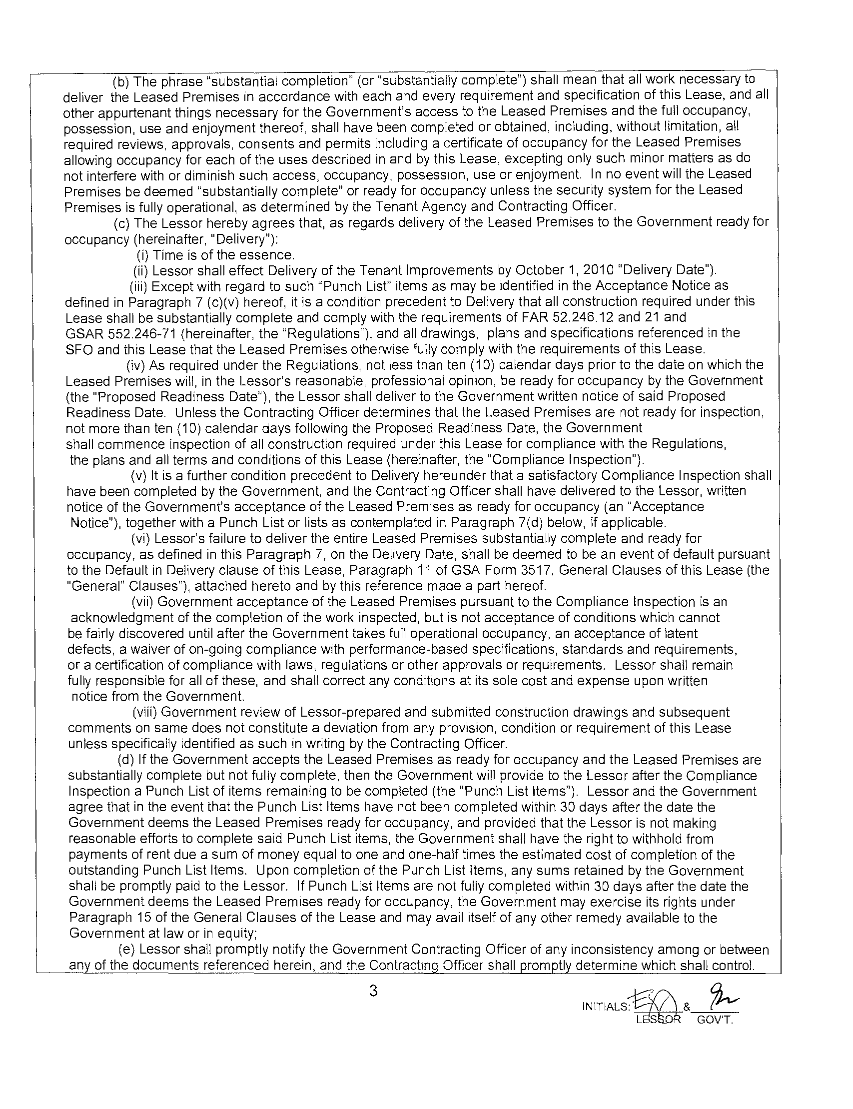 (b) The phrase "substantial completion" (or "substantially complete") shall mean that all work necessary to
deliver the Leased Premises in accordance with each and every requirement and specification of this Lease, and all
other appurtenant things necessary for the Government's access to the Leased Premises and the full occupancy,
possession, use and enjoyment thereof, shall have been completed or obtained, including, without limitation, all
required reviews, approvals, consents and permits including a certificate of occupancy for the Leased Premises
allowing occupancy for each of the uses described in and by this Lease, excepting only such minor matters as do
not interfere with or diminish such access, occupancy, possession, use or enjoyment. In no event will the Leased
Premises be deemed "substantially complete" or ready for occupancy unless the security system for the Leased
Premises is fully operational, as determined by the Tenant Agency and Contracting Officer.
(c) The Lessor hereby agrees that, as regards delivery of the Leased Premises to the Government ready for
occupancy (hereinafter, "Delivery"):
(i) Time is of the essence.
(ii) Lessor shall effect Delivery of the Tenant Improvements by October 1, 2010 "Delivery Date").
(iii) Except with regard to such "Punch List" items as may be identified in the Acceptance Notice as
defined in Paragraph 7 (c)(v) hereof, it is a condition precedent to Delivery that all construction required under this
Lease shall be substantially complete and comply with the requirements of FAR 52.246.12 and 21 and
GSAR 552.246-71 (hereinafter, the "Regulations"). and all drawings, plans and specifications referenced in the
SFO and this Lease that the Leased Premises otherwise fully comply with the requirements of this Lease.
(iv) As required under the Regulations, not less than ten (10) calendar days prior to the date on which the
Leased Premises will, in the Lessor's reasonable, professional opinion, be ready for occupancy by the Government
(the "Proposed Readiness Date"), the Lessor shall deliver to the Government written notice of said Proposed
Readiness Date. Unless the Contracting Officer determines that the Leased Premises are not ready for inspection,
not more than ten (10) calendar days following the Proposed Readiness Date, the Government
shall commence inspection of all construction required under this Lease for compliance with the Regulations,
the plans and all terms and conditions of this Lease (hereinafter, the "Compliance Inspection").
(v) It is a further condition precedent to Delivery hereunder that a satisfactory Compliance Inspection shall
have been completed by the Government, and the Contracting Officer shall have delivered to the Lessor, written
notice of the Government's acceptance of the Leased Premises as ready for occupancy (an "Acceptance
Notice"), together with a Punch List or lists as contemplated in Paragraph 7(d) below, if applicable.
(vi) Lessor's failure to deliver the entire Leased Premises substantially complete and ready for
occupancy, as defined in this Paragraph 7, on the Delivery Date, shall be deemed to be an event of default pursuant
to the Default in Delivery clause of this Lease, Paragraph of GSA Form 3517, General Clauses of this Lease (the
"General" Clauses"), attached hereto and by this reference made a part hereof.
(vii) Government acceptance of the Leased Premises pursuant to the Compliance Inspection is an
acknowledgment of the completion of the work inspected, but is not acceptance of conditions which cannot
be fairly discovered until after the Government takes full operational occupancy, an acceptance of latent
defects, a waiver of on-going compliance with performance-based specifications, standards and requirements,
or a certification of compliance with laws, regulations or other approvals or requirements. Lessor shall remain
fully responsible for all of these, and shall correct any conditions at its sole cost and expense upon written
notice from the Government.
(viii) Government review of Lessor-prepared and submitted construction drawings and subsequent
comments on same does not constitute a deviation from any provision, condition or requirement of this Lease
unless specifically identified as such in writing by the Contracting Officer.
(d) If the Government accepts the Leased Premises as ready for occupancy and the Leased Premises are
substantially complete but not fully complete, then the Government will provide to the Lessor after the Compliance
Inspection a Punch List of items remaining to be completed (the "Punch List Items"). Lessor and the Government
agree that in the event that the Punch List Items have not been completed within 30 days after the date the
Government deems the Leased Premises ready for occupancy, and provided that the Lessor is not making
reasonable efforts to complete said Punch List items, the Government shall have the right to withhold from
payments of rent due a sum of money equal to one and one-half times the estimated cost of completion of the
outstanding Punch List Items. Upon completion of the Punch List Items, any sums retained by the Government
shall be promptly paid to the Lessor. If Punch List Items are not fully completed within 30 days after the date the
Government deems the Leased Premises ready for occupancy, the Government may exercise its rights under
Paragraph 15 of the General Clauses of the Lease and may avail itself of any other remedy available to the
Government at law or in equity;
(e) Lessor shall promptly notify the Government Contracting Officer of any inconsistency among or between
any of the documents referenced herein, and the Contracting Officer shall promptly determine which shall control.
3
INITIALS: &
LESSOR GOV'T.